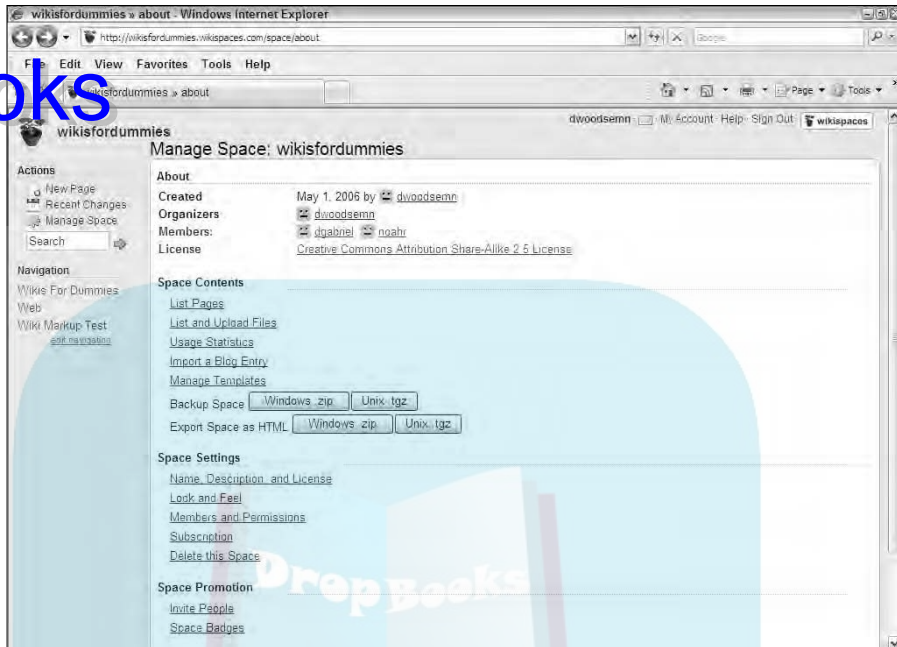 wikisfordummies » about - Windows Internet Explorer
http://wikisfordummies.wikispaces.com/space/about
Google
File Edit View Favorites Tools Help
oks
wikisfordummies » about
Page Tools
dwoodsemn My Account Help Sign Out wikispaces
wikisfordummies
Manage Space: wikisfordummies
Actions
New Page
Recent Changes
Manage Space
Search
Navigation
Wikis For Dummies
Web
Wiki Markup Test
edit navigation
About
Created May 1, 2006 by dwoodsemn
Organizers dwoodsemn
Members: dgabriel noahr
License Creative Commons Attribution Share-Alike 2.5 License
Space Contents
List Pages
List and Upload Files
Usage Statistics
Import a Blog Entry
Manage Templates
Backup Space Windows .zip Unix .tgz
Export Space as HTML Windows .zip Unix .tgz
Space Settings
Name, Description, and License
Look and Feel
Members and Permissions
Subscription
Delete this Space
DropBooks
Space Promotion
Invite People
Space Badges